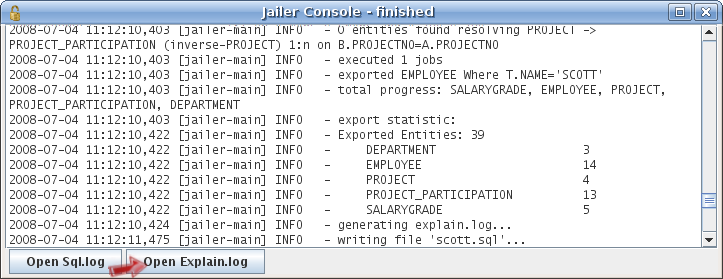 Jailer Console - finished
2008-07-04 11:12:10,403 [jailer-main] INFO   - 0 entities found resolving PROJECT ->
PROJECT_PARTICIPATION (inverse-PROJECT) 1:n on B.PROJECTNO=A.PROJECTNO
2008-07-04 11:12:10,403 [jailer-main] INFO   - executed 1 jobs
2008-07-04 11:12:10,403 [jailer-main] INFO   - exported EMPLOYEE Where T.NAME='SCOTT'
2008-07-04 11:12:10,403 [jailer-main] INFO   - total progress: SALARYGRADE, EMPLOYEE, PROJECT,
PROJECT_PARTICIPATION, DEPARTMENT
2008-07-04 11:12:10,403 [jailer-main] INFO   - export statistic:
2008-07-04 11:12:10,422 [jailer-main] INFO   - Exported Entities: 39
2008-07-04 11:12:10,422 [jailer-main] INFO   -     DEPARTMENT                     3
2008-07-04 11:12:10,422 [jailer-main] INFO   -     EMPLOYEE                       14
2008-07-04 11:12:10,422 [jailer-main] INFO   -     PROJECT                        4
2008-07-04 11:12:10,422 [jailer-main] INFO   -     PROJECT_PARTICIPATION          13
2008-07-04 11:12:10,422 [jailer-main] INFO   -     SALARYGRADE                    5
2008-07-04 11:12:10,424 [jailer-main] INFO   - generating explain.log...
2008-07-04 11:12:11,475 [jailer-main] INFO   - writing file 'scott.sql'...
Open Sql.log Open Explain.log